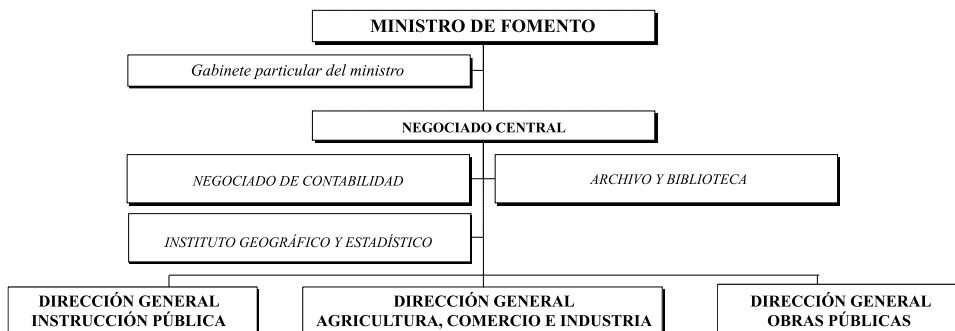 MINISTRO DE FOMENTO
Gabinete particular del ministro
NEGOCIADO CENTRAL
NEGOCIADO DE CONTABILIDAD
ARCHIVO Y BIBLIOTECA
INSTITUTO GEOGRÁFICO Y ESTADÍSTICO
DIRECCIÓN GENERAL
INSTRUCCIÓN PÚBLICA
DIRECCIÓN GENERAL
AGRICULTURA, COMERCIO E INDUSTRIA
DIRECCIÓN GENERAL
OBRAS PÚBLICAS